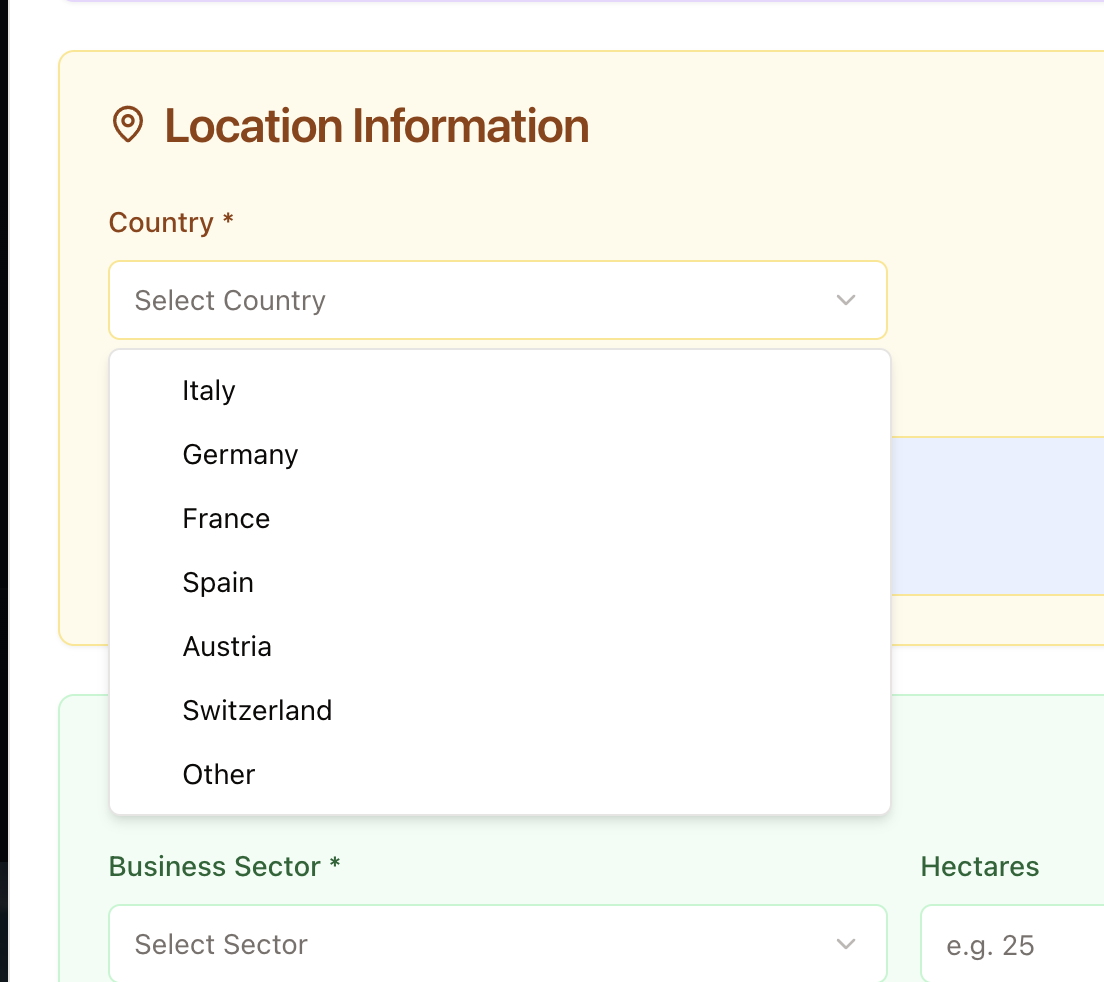 Location Information
Country *
Select Country
Italy
Germany
France
Spain
Austria
Switzerland
Other
Business Sector *
Hectares
Select Sector
e.g. 25